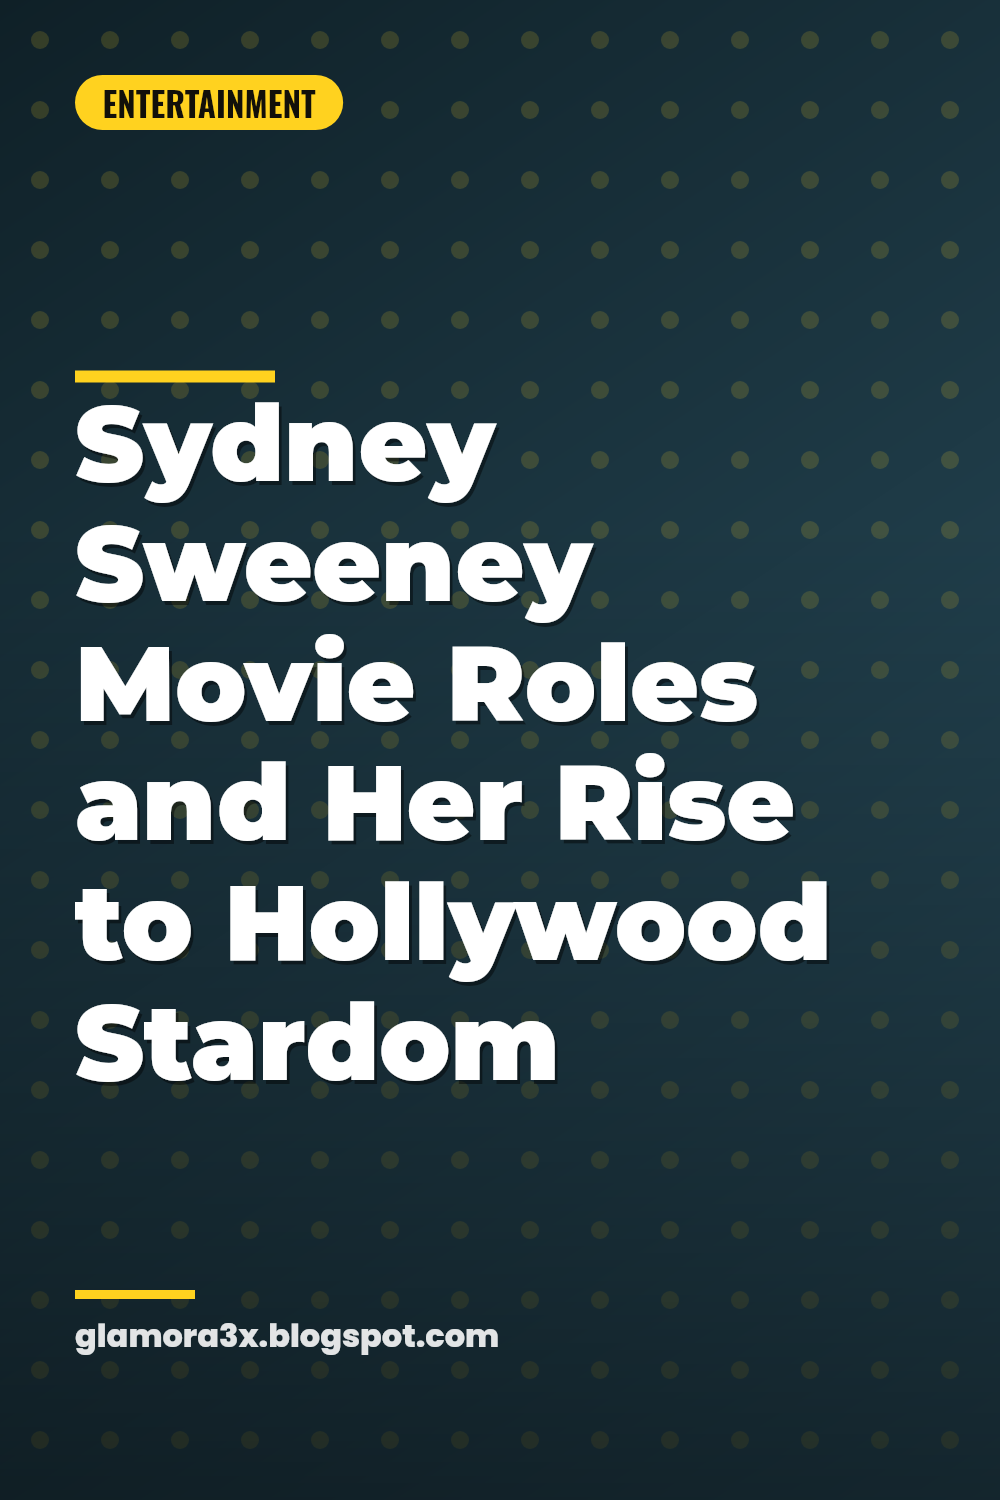 ENTERTAINMENT
Sydney
Sweeney
Movie Roles
and Her Rise
to Hollywood
Stardom
glamora3x.blogspot.com